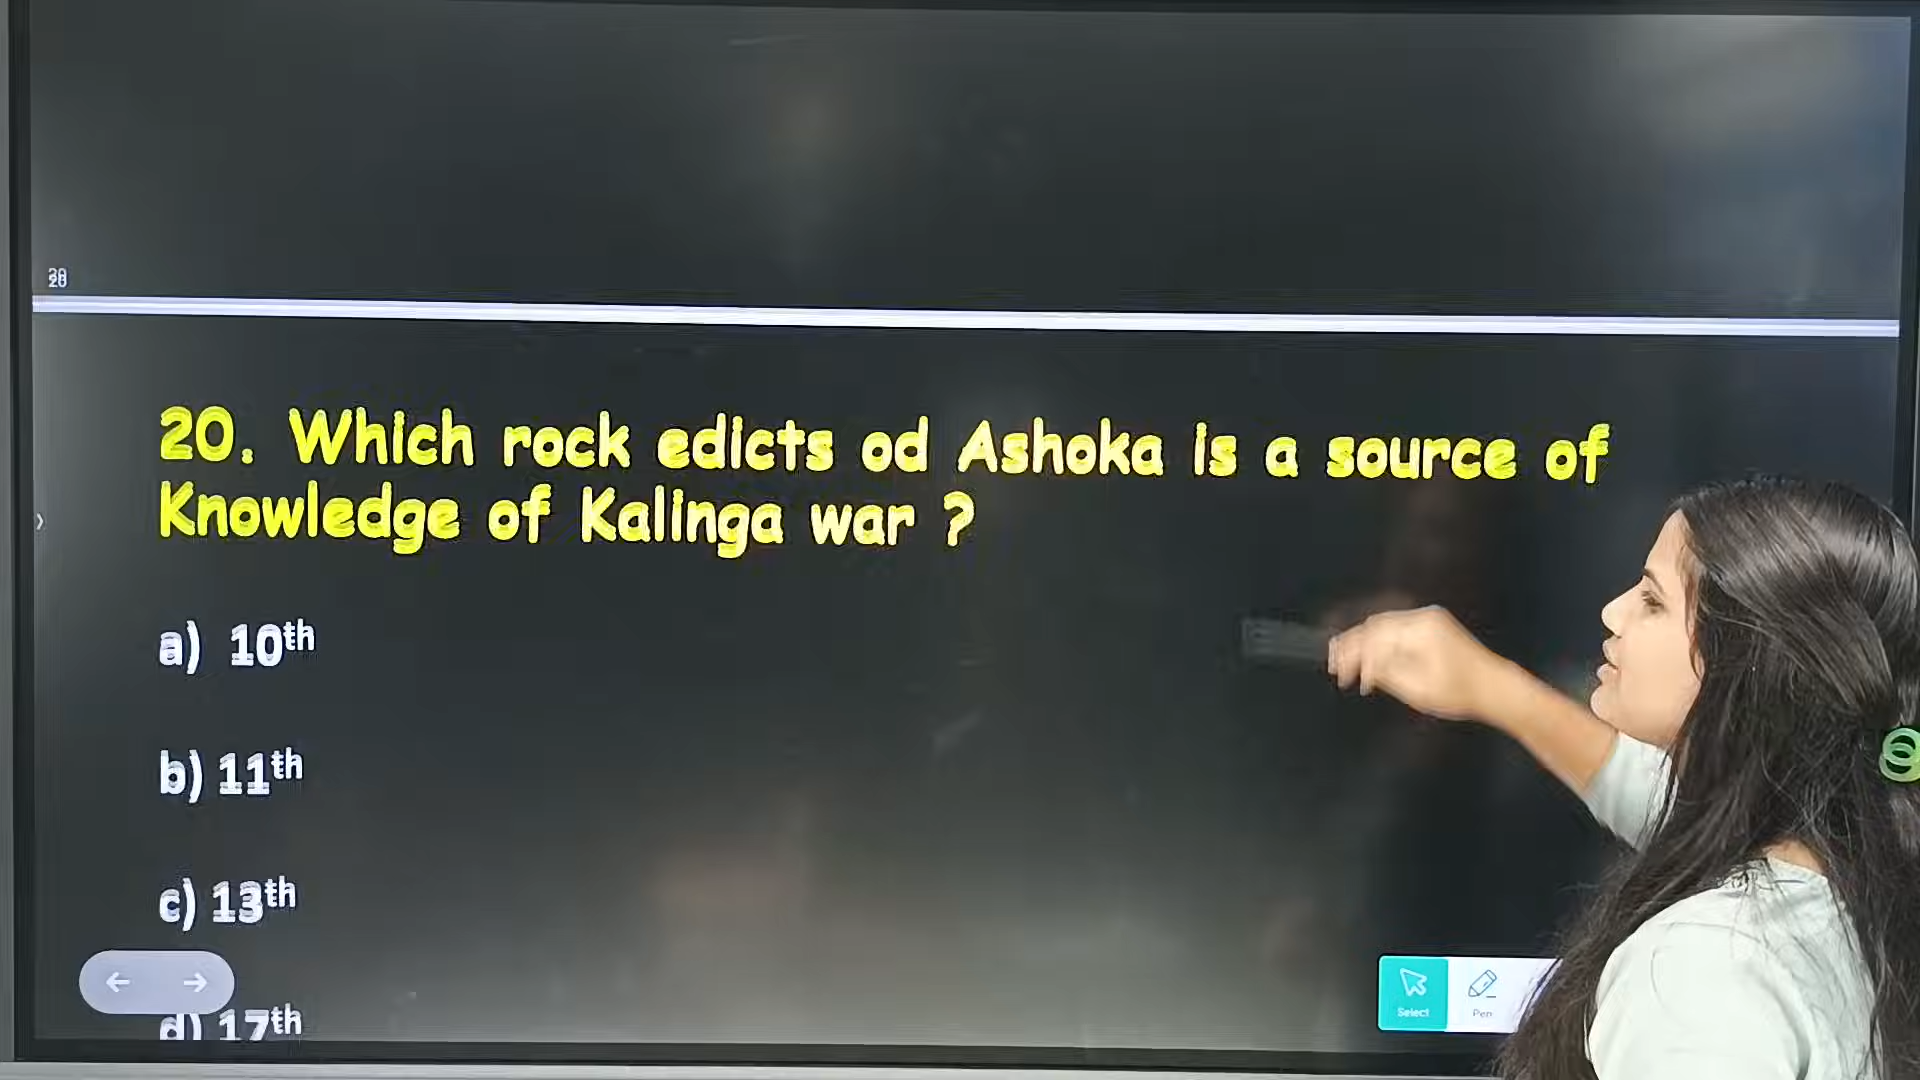 20. Which rock edicts od Ashoka is a source of
Knowledge of Kalinga war ?
a) 10th
b) 11th
c) 13th
d) 17th
Select
Pen